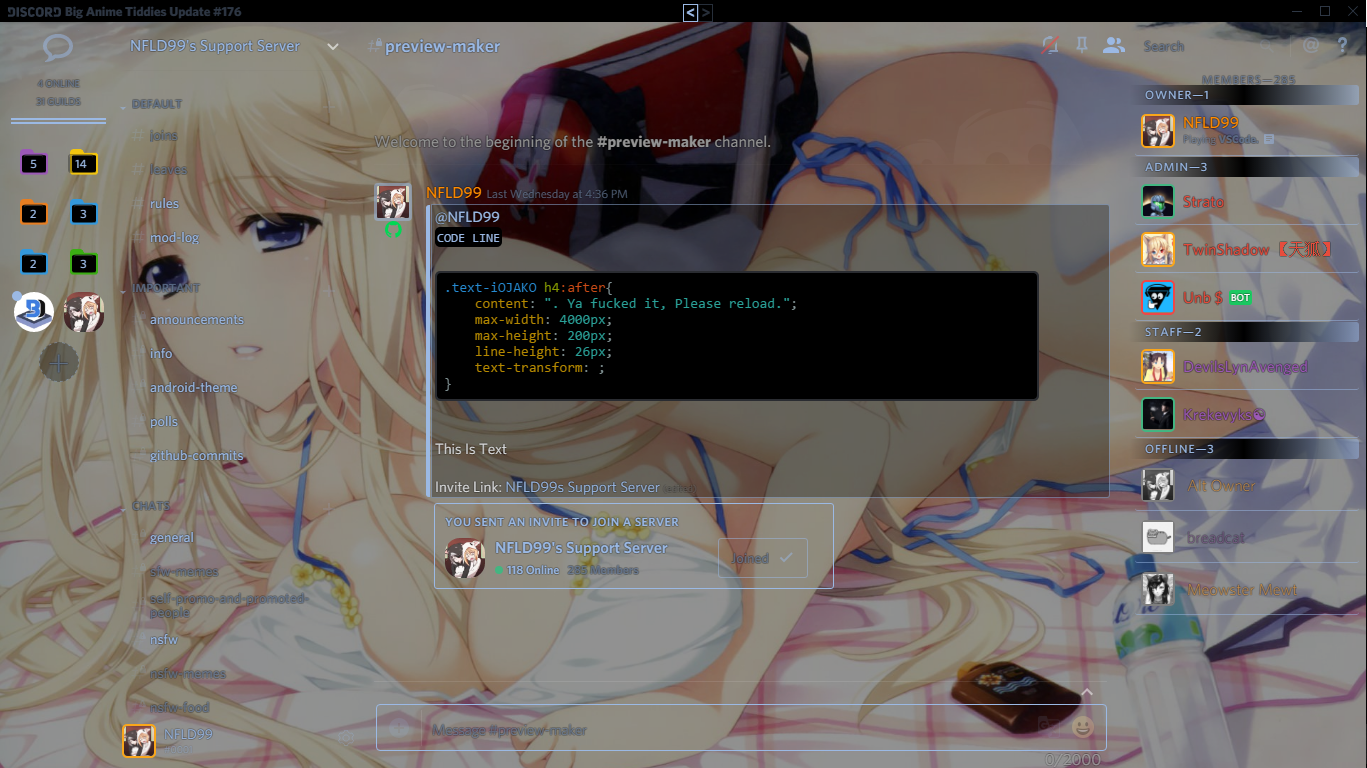 DISCORD Big Anime Tiddies Update #176
< >
NFLD99's Support Server
#preview-maker
Search
@ ?
4 ONLINE
31 GUILDS
5
14
2
3
2
3
DEFAULT
joins
leaves
rules
mod-log
IMPORTANT
announcements
info
android-theme
polls
github-commits
CHATS
general
sfw-memes
self-promo-and-promoted-
people
nsfw
nsfw-memes
nsfw-food
NFLD99
Welcome to the beginning of the #preview-maker channel.
NFLD99 Last Wednesday at 4:36 PM
@NFLD99
CODE LINE
.text-iOJAKO h4:after{
content: ". Ya fucked it, Please reload.";
max-width: 4000px;
max-height: 200px;
line-height: 26px;
text-transform: ;
}
This Is Text
Invite Link: NFLD99s Support Server
YOU SENT AN INVITE TO JOIN A SERVER
NFLD99's Support Server
118 Online 285 Members
Joined
Message #preview-maker
0/2000
MEMBERS—285
OWNER—1
NFLD99
Playing VSCode.
ADMIN—3
Strato
TwinShadow 【天狐】
Unb $ BOT
STAFF—2
DevilsLynAvenged
Krekevyks
OFFLINE—3
Alt Owner
breadcat
Meowster Mewt